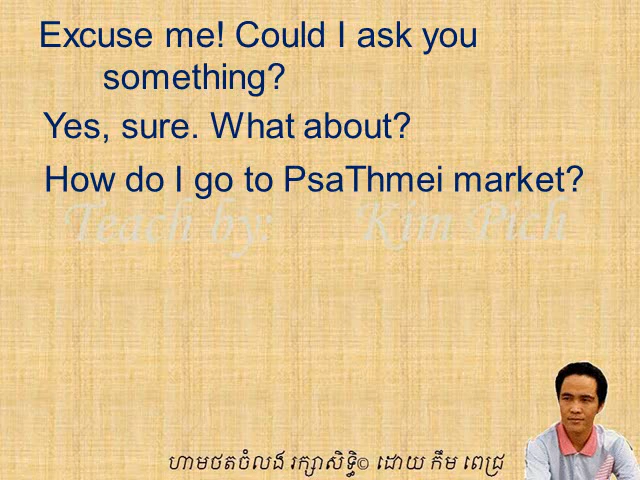 Excuse me! Could I ask you
something?
Yes, sure. What about?
How do I go to PsaThmei market?
Teach by: Kim Pich
ហាមថតចំលង រក្សាសិទ្ធិ© ដោយ កឹម ពេជ្រ